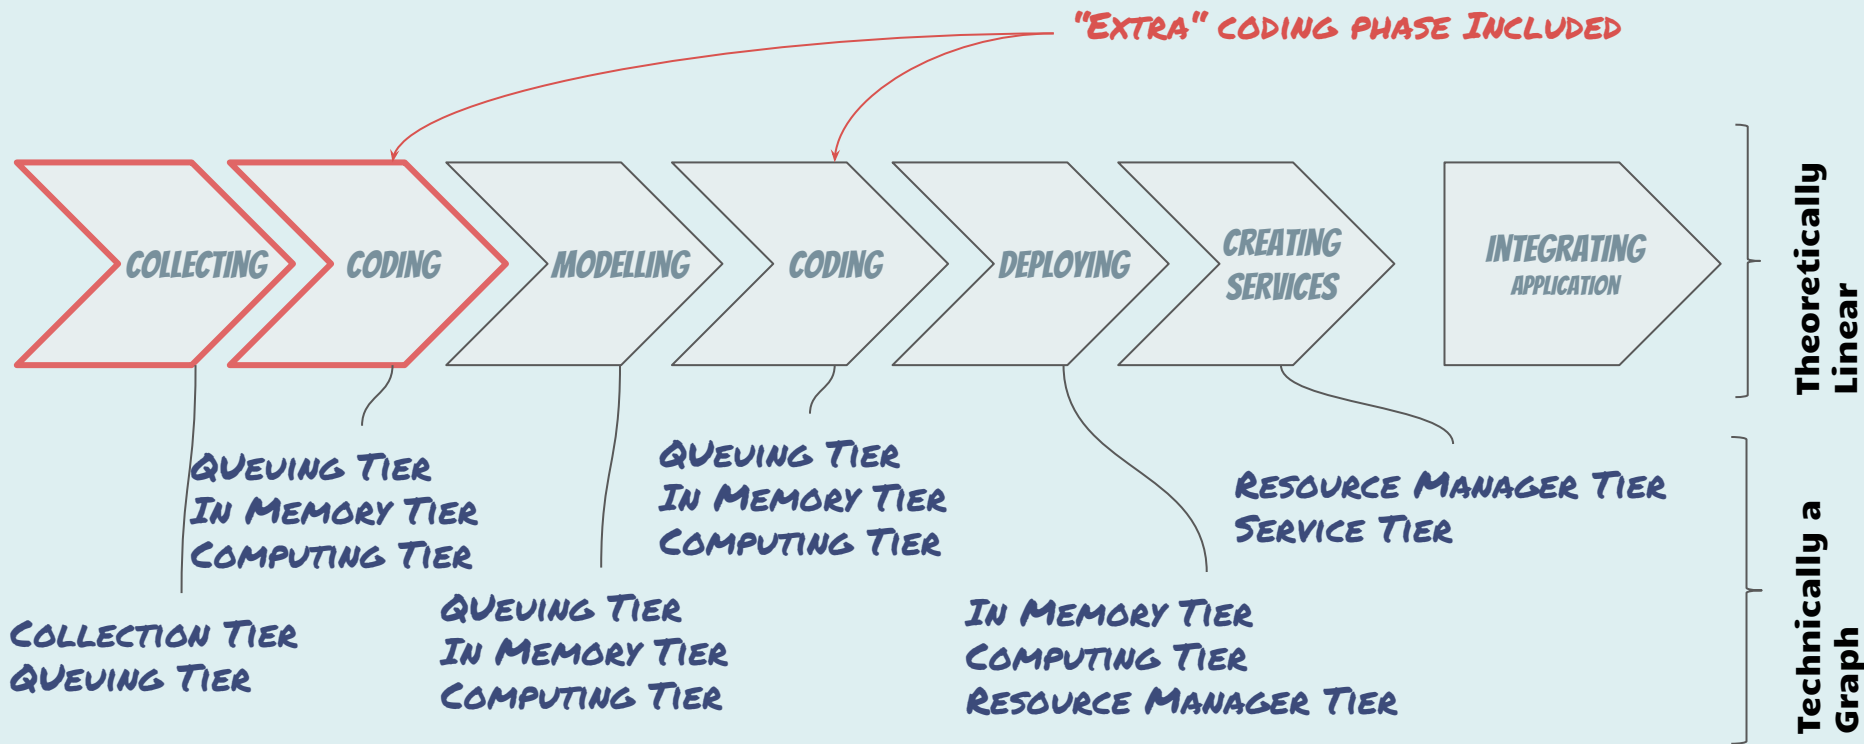 "Extra" coding phase Included
COLLECTING
CODING
MODELLING
CODING
DEPLOYING
CREATING
SERVICES
INTEGRATING
APPLICATION
Theoretically
Linear
Queuing Tier
In Memory Tier
Computing Tier
Queuing Tier
In Memory Tier
Computing Tier
Resource Manager Tier
Service Tier
Collection Tier
Queuing Tier
Queuing Tier
In Memory Tier
Computing Tier
In Memory Tier
Computing Tier
Resource Manager Tier
Technically a
Graph